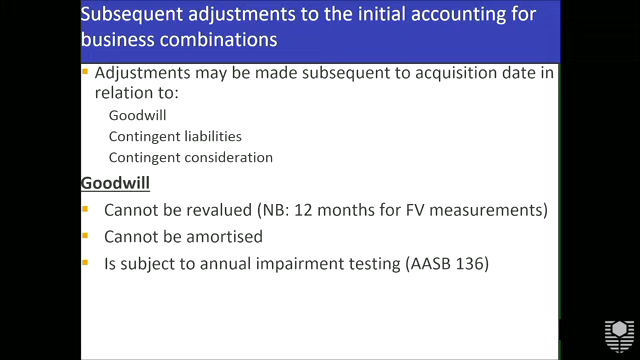 Subsequent adjustments to the initial accounting for
business combinations
Adjustments may be made subsequent to acquisition date in
relation to:
Goodwill
Contingent liabilities
Contingent consideration
Goodwill
Cannot be revalued (NB: 12 months for FV measurements)
Cannot be amortised
Is subject to annual impairment testing (AASB 136)